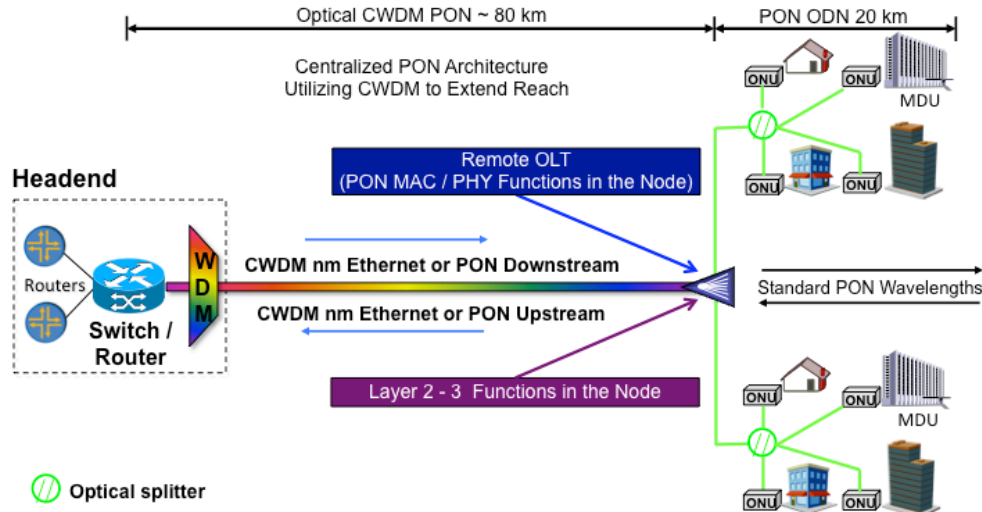 Optical CWDM PON ~ 80 km
PON ODN 20 km
Centralized PON Architecture
Utilizing CWDM to Extend Reach
ONU
ONU
MDU
Remote OLT
(PON MAC / PHY Functions in the Node)
ONU
ONU
Headend
Routers
WDM
Switch /
Router
CWDM nm Ethernet or PON Downstream
CWDM nm Ethernet or PON Upstream
Standard PON Wavelengths
Layer 2 - 3 Functions in the Node
ONU
ONU
MDU
ONU
ONU
Optical splitter